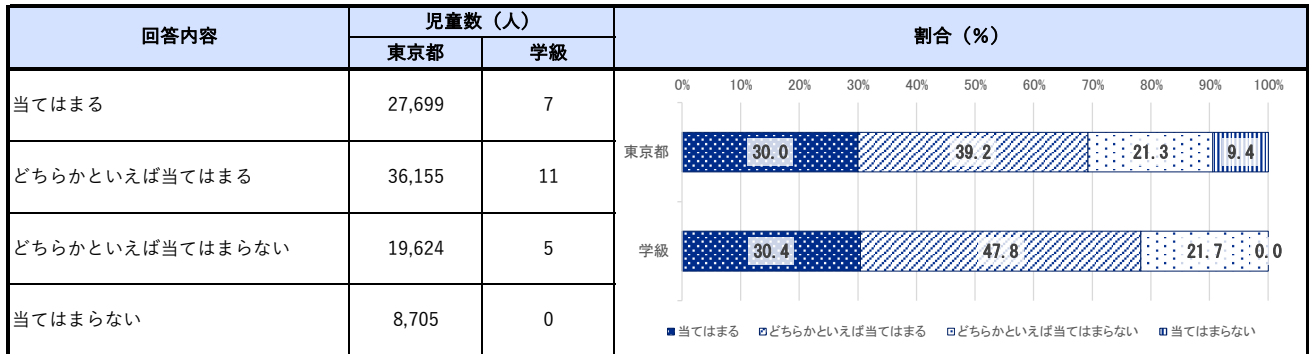 回答内容 児童数（人） 割合（%）
東京都 学級
当てはまる 27,699 7
どちらかといえば当てはまる 36,155 11
どちらかといえば当てはまらない 19,624 5
当てはまらない 8,705 0
0% 10% 20% 30% 40% 50% 60% 70% 80% 90% 100%
東京都 30.0 39.2 21.3 9.4
学級 30.4 47.8 21.7 0.0
当てはまる どちらかといえば当てはまる どちらかといえば当てはまらない 当てはまらない